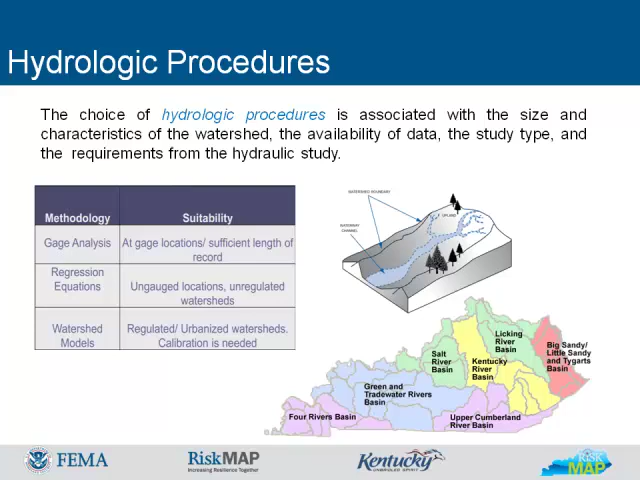 Hydrologic Procedures
The choice of hydrologic procedures is associated with the size and
characteristics of the watershed, the availability of data, the study type, and
the requirements from the hydraulic study.
Methodology Suitability
Gage Analysis At gage locations/ sufficient length of
record
Regression
Equations Ungauged locations, unregulated
watersheds
Watershed Regulated/ Urbanized watersheds.
Models Calibration is needed
WATERSHED BOUNDARY
UPLAND
WATERWAY
CHANNEL
Licking
River
Basin
Big Sandy/
Little Sandy
and Tygarts
Basin
Salt
River
Basin
Kentucky
River
Basin
Green and
Tradewater Rivers
Basin
Four Rivers Basin
Upper Cumberland
River Basin
FEMA
RiskMAP
Increasing Resilience Together
Kentucky
UNBRIDLED SPIRIT
RISK
MAP